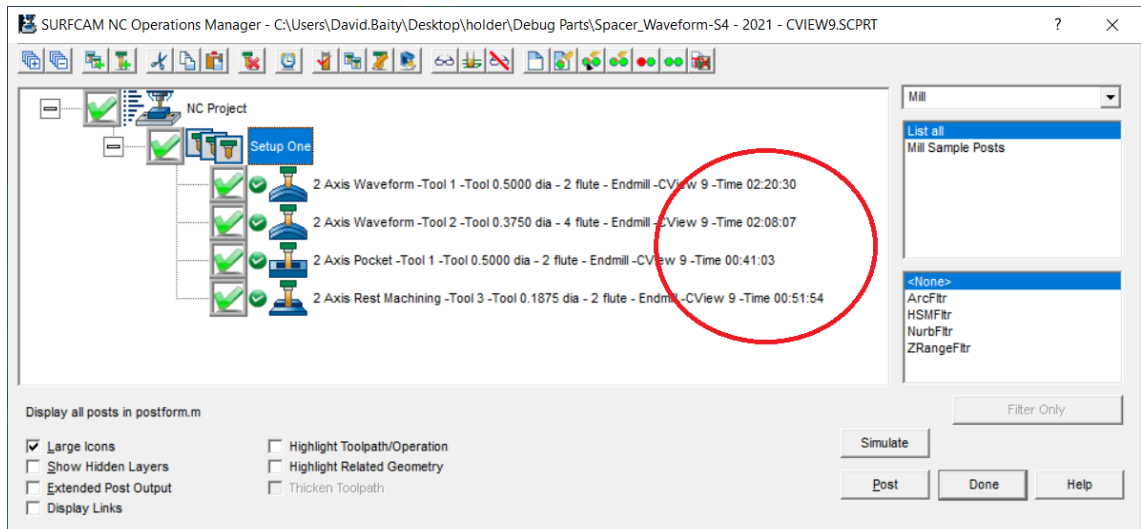 SURFCAM NC Operations Manager - C:\Users\David.Baity\Desktop\holder\Debug Parts\Spacer_Waveform-S4 - 2021 - CVIEW9.SCPRT
NC Project
Setup One
2 Axis Waveform -Tool 1 -Tool 0.5000 dia - 2 flute - Endmill -CView 9 -Time 02:20:30
2 Axis Waveform -Tool 2 -Tool 0.3750 dia - 4 flute - Endmill -CView 9 -Time 02:08:07
2 Axis Pocket -Tool 1 -Tool 0.5000 dia - 2 flute - Endmill -CView 9 -Time 00:41:03
2 Axis Rest Machining -Tool 3 -Tool 0.1875 dia - 2 flute - Endmill -CView 9 -Time 00:51:54
Mill
List all
Mill Sample Posts
<None>
ArcFltr
HSMFltr
NurbFltr
ZRangeFltr
Display all posts in postform.m
Filter Only
Large Icons
Show Hidden Layers
Extended Post Output
Display Links
Highlight Toolpath/Operation
Highlight Related Geometry
Thicken Toolpath
Simulate
Post
Done
Help